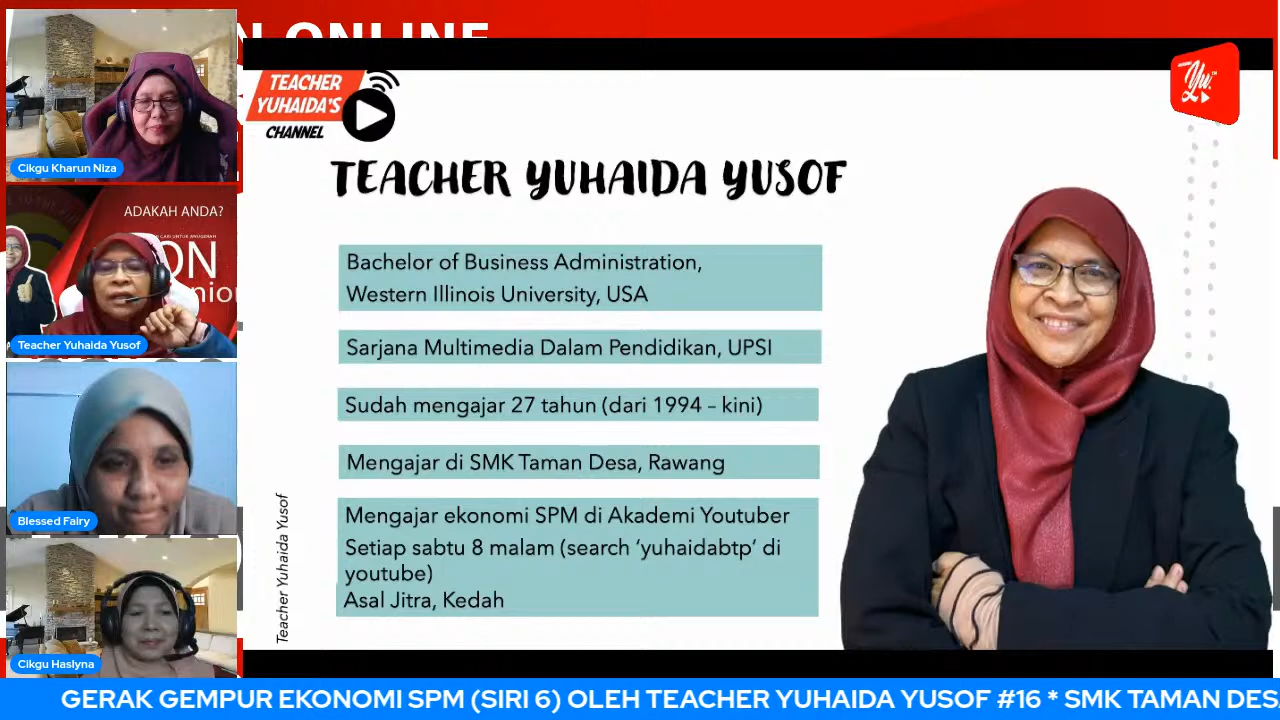 N ONLINE
Cikgu Kharun Niza
ADAKAH ANDA?
ON
Teacher Yuhaida Yusof
Blessed Fairy
Cikgu Haslyna
TEACHER
YUHAIDA'S
CHANNEL
TEACHER YUHAIDA YUSOF
Bachelor of Business Administration,
Western Illinois University, USA
Sarjana Multimedia Dalam Pendidikan, UPSI
Sudah mengajar 27 tahun (dari 1994 – kini)
Mengajar di SMK Taman Desa, Rawang
Mengajar ekonomi SPM di Akademi Youtuber
Setiap sabtu 8 malam (search ‘yuhaidabtp’ di
youtube)
Asal Jitra, Kedah
Teacher Yuhaida Yusof
Yu
GERAK GEMPUR EKONOMI SPM (SIRI 6) OLEH TEACHER YUHAIDA YUSOF #16 * SMK TAMAN DES